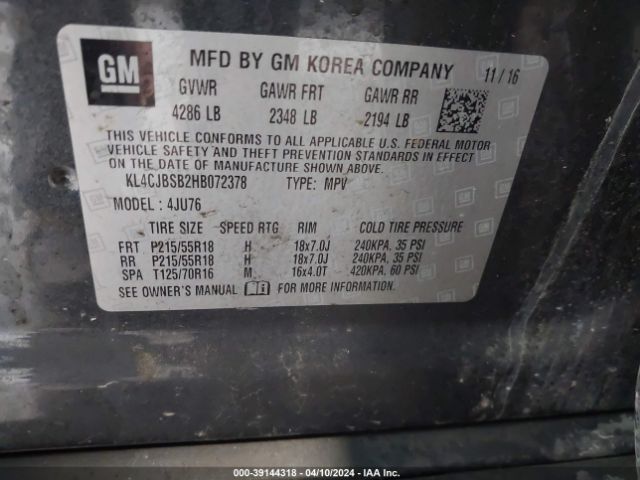 GM
MFD BY GM KOREA COMPANY 11/16
GVWR GAWR FRT GAWR RR
4286 LB 2348 LB 2194 LB
THIS VEHICLE CONFORMS TO ALL APPLICABLE U.S. FEDERAL MOTOR
VEHICLE SAFETY AND THEFT PREVENTION STANDARDS IN EFFECT
ON THE DATE OF MANUFACTURE SHOWN ABOVE.
KL4CJBSB2HB072378 TYPE: MPV
MODEL : 4JU76
TIRE SIZE SPEED RTG RIM COLD TIRE PRESSURE
FRT P215/55R18 H 18x7.0J 240KPA, 35 PSI
RR P215/55R18 H 18x7.0J 240KPA, 35 PSI
SPA T125/70R16 M 16x4.0T 420KPA, 60 PSI
SEE OWNER'S MANUAL FOR MORE INFORMATION
000-39144318 - 04/10/2024 - IAA Inc.